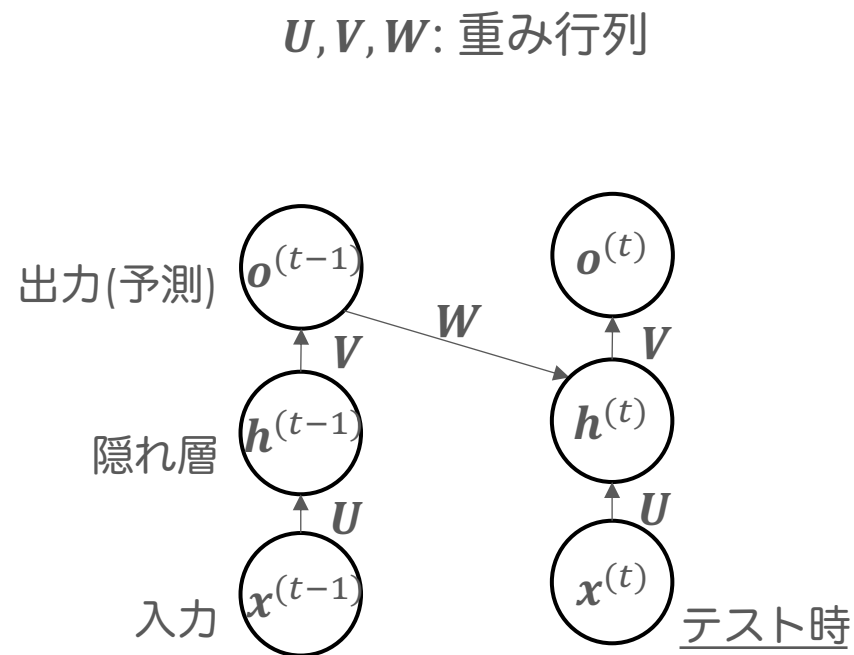 U, V, W: 重み行列
出力(予測)
o^(t−1)
o^(t)
W
V
V
隠れ層
h^(t−1)
h^(t)
U
U
入力
x^(t−1)
x^(t)
テスト時